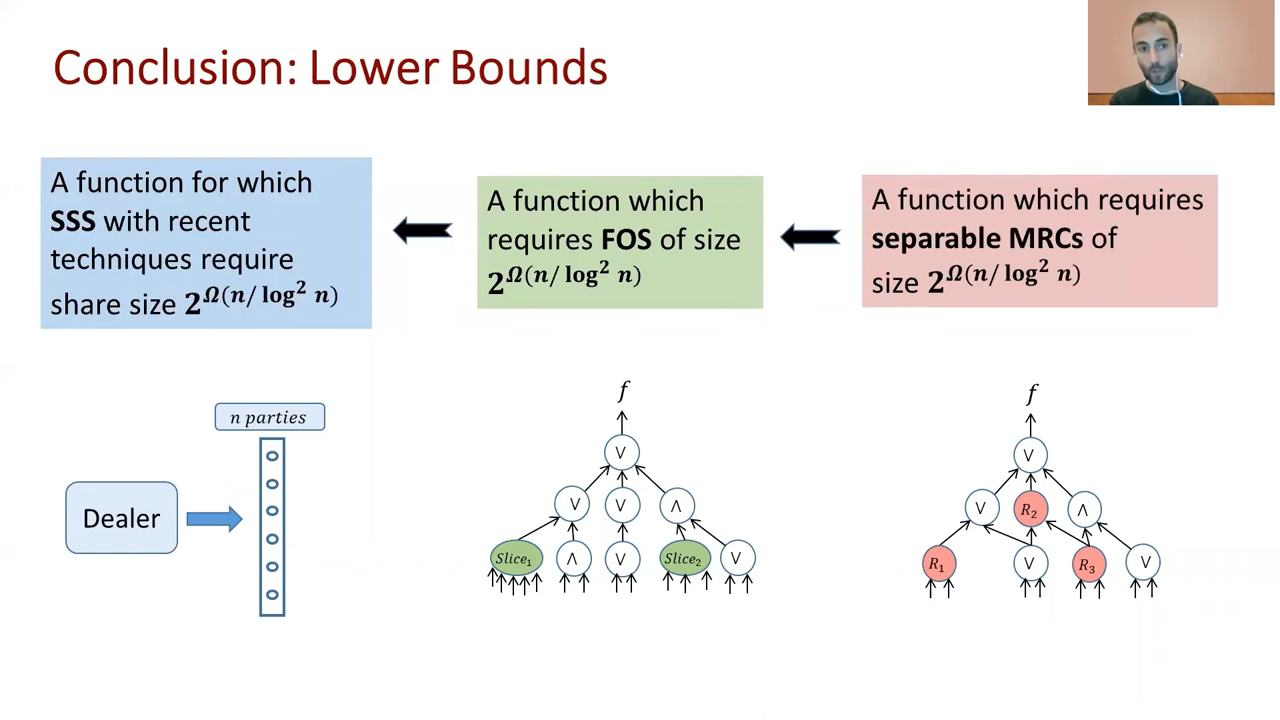 Conclusion: Lower Bounds
A function for which
SSS with recent
techniques require
share size 2^Ω(n/ log² n)
A function which
requires FOS of size
2^Ω(n/ log² n)
A function which requires
separable MRCs of
size 2^Ω(n/ log² n)
n parties
Dealer
f
∨
∨ ∨ ∧
Slice₁ ∧ ∨ Slice₂ ∨
f
∨
∨ R₂ ∧
R₁ ∨ R₃ ∨